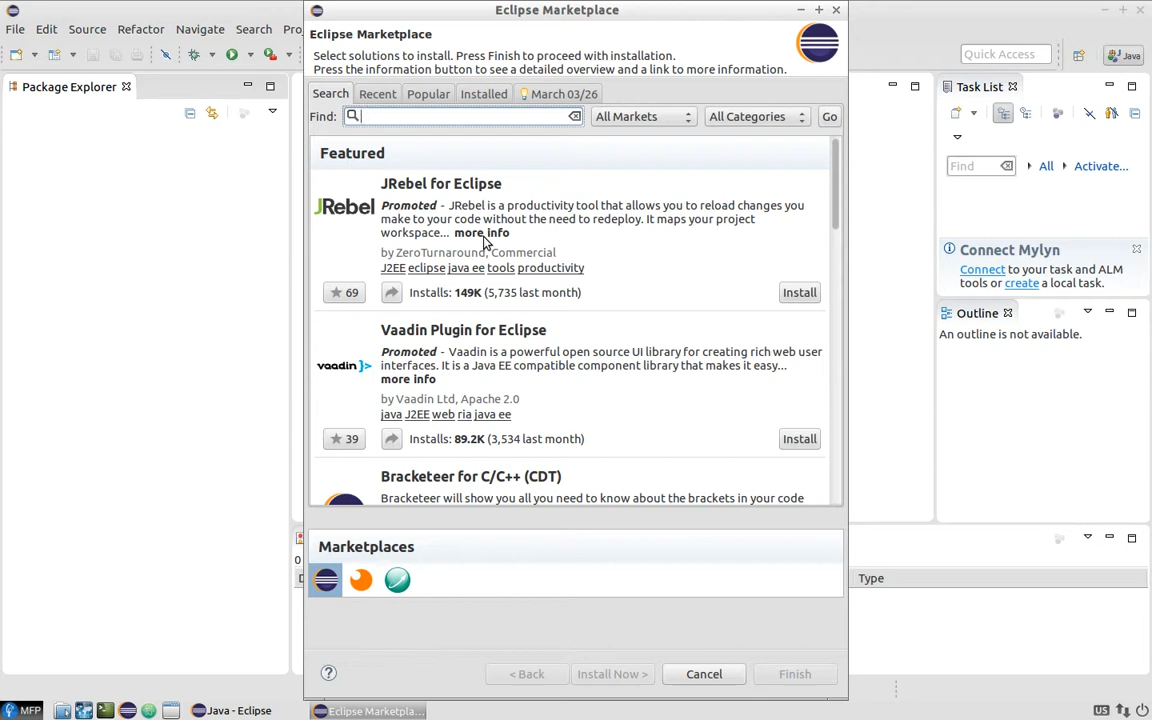 Eclipse Marketplace
File Edit Source Refactor Navigate Search
Quick Access
Java
Package Explorer
Eclipse Marketplace
Select solutions to install. Press Finish to proceed with installation.
Press the information button to see a detailed overview and a link to more information.
Search Recent Popular Installed March 03/26
Find: All Markets All Categories Go
Featured
JRebel for Eclipse
JRebel
Promoted - JRebel is a productivity tool that allows you to reload changes you
make to your code without the need to redeploy. It maps your project
workspace... more info
by ZeroTurnaround, Commercial
J2EE eclipse java ee tools productivity
69 Installs: 149K (5,735 last month) Install
Vaadin Plugin for Eclipse
vaadin }>
Promoted - Vaadin is a powerful open source UI library for creating rich web user
interfaces. It is a Java EE compatible component library that makes it easy...
more info
by Vaadin Ltd, Apache 2.0
java J2EE web ria java ee
39 Installs: 89.2K (3,534 last month) Install
Bracketeer for C/C++ (CDT)
Bracketeer will show you all you need to know about the brackets in your code
Marketplaces
? < Back Install Now > Cancel Finish
Task List
Find All Activate...
Connect Mylyn
Connect to your task and ALM
tools or create a local task.
Outline
An outline is not available.
0
Type
MFP Java - Eclipse Eclipse Marketpla... US